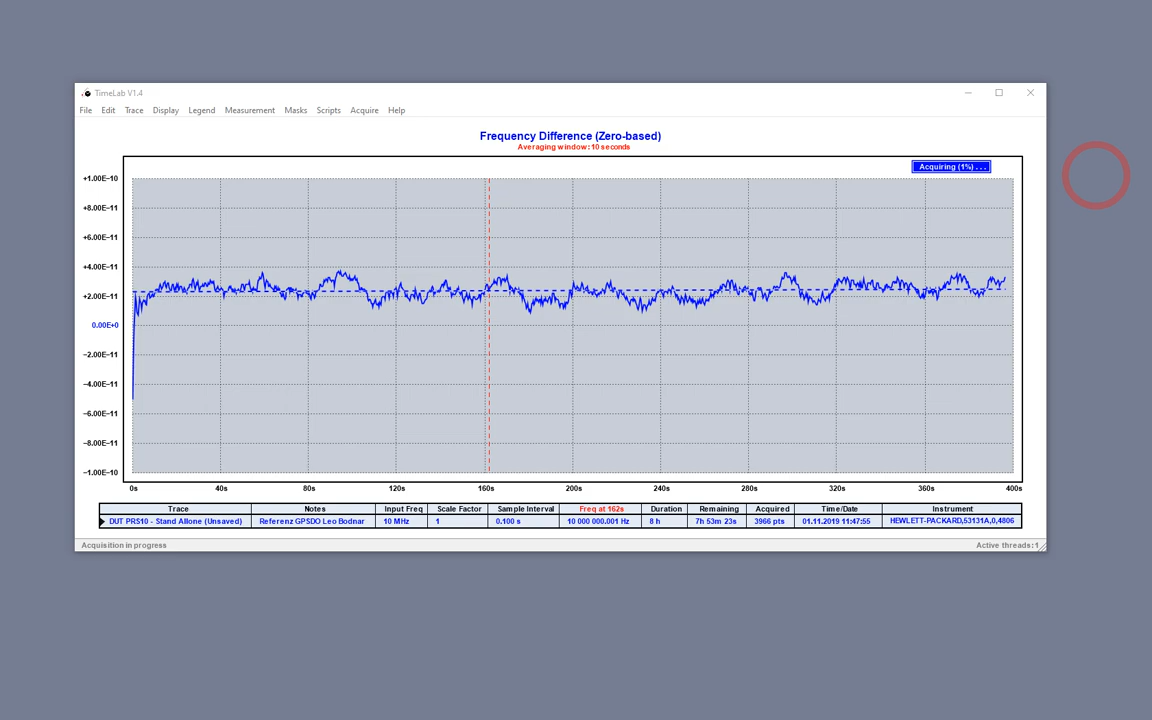 TimeLab V1.4
File Edit Trace Display Legend Measurement Masks Scripts Acquire Help
Frequency Difference (Zero-based)
Averaging window: 10 seconds
Acquiring (1%) . . .
+1.00E-10
+8.00E-11
+6.00E-11
+4.00E-11
+2.00E-11
0.00E+0
-2.00E-11
-4.00E-11
-6.00E-11
-8.00E-11
-1.00E-10
0s 40s 80s 120s 160s 200s 240s 280s 320s 360s 400s
Trace Notes Input Freq Scale Factor Sample Interval Freq at 162s Duration Remaining Acquired Time/Date Instrument
DUT PRS10 - Stand Allone (Unsaved) Referenz GPSDO Leo Bodnar 10 MHz 1 0.100 s 10 000 000.001 Hz 8 h 7h 53m 23s 3966 pts 01.11.2019 11:47:55 HEWLETT-PACKARD,53131A,0,4806
Acquisition in progress Active threads: 1